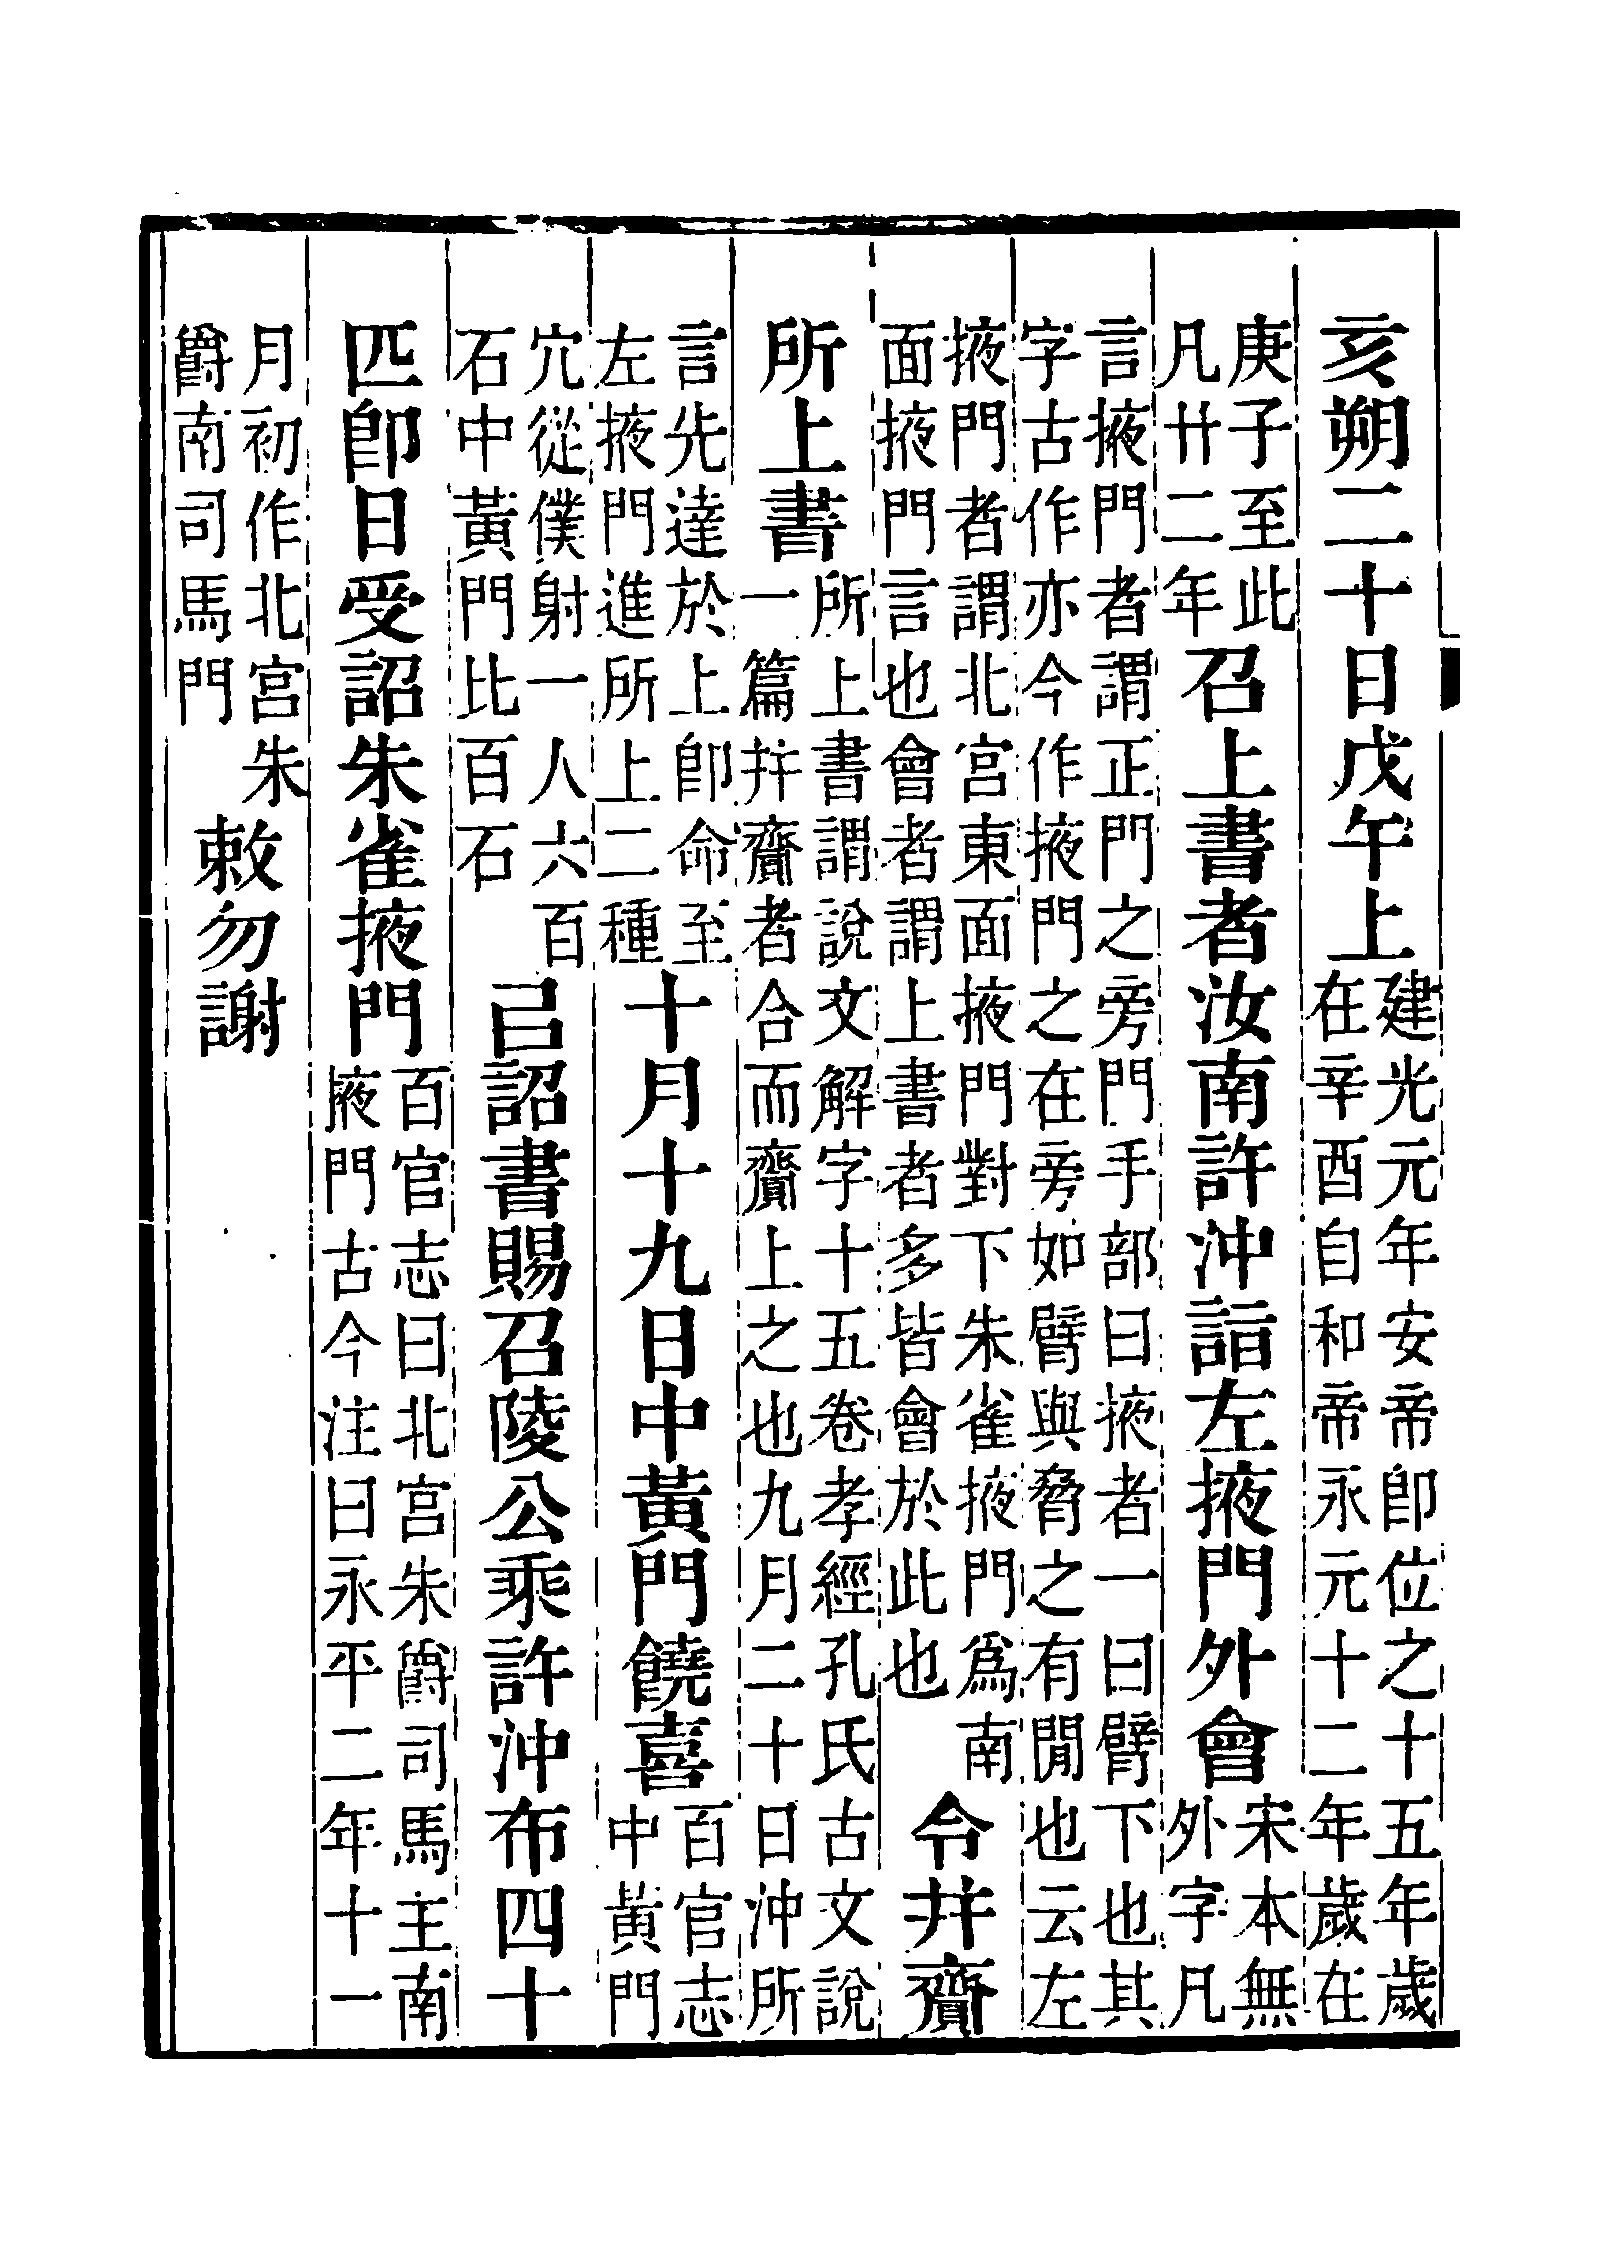 亥朔二十日戊午上
建光元年安帝卽位之十五年歲
在辛酉自和帝永元十二年歲在
庚子至此
凡廿二年
召上書者汝南許沖詣左掖門外會
宋本無
外字凡
言掖門者謂正門之旁門手部曰掖者一曰臂下也其
字古作亦今作掖門之在旁如臂與脅之有閒也云左
掖門者謂北宮東面掖門對下朱雀掖門爲南
面掖門言也會者謂上書者多皆會於此也
令幷齎
所上書
所上書謂說文解字十五卷孝經孔氏古文說
一篇幷齎者合而齎上之也九月二十日沖所
言先達於上卽命至
左掖門進所上二種
十月十九日中黃門饒喜
百官志
中黃門
宂從僕射一人六百
石中黃門比百石
㠯詔書賜召陵公乘許沖布四十
匹卽日受詔朱雀掖門
百官志曰北宮朱爵司馬主南
掖門古今注曰永平二年十一
月初作北宮朱
爵南司馬門
敕勿謝